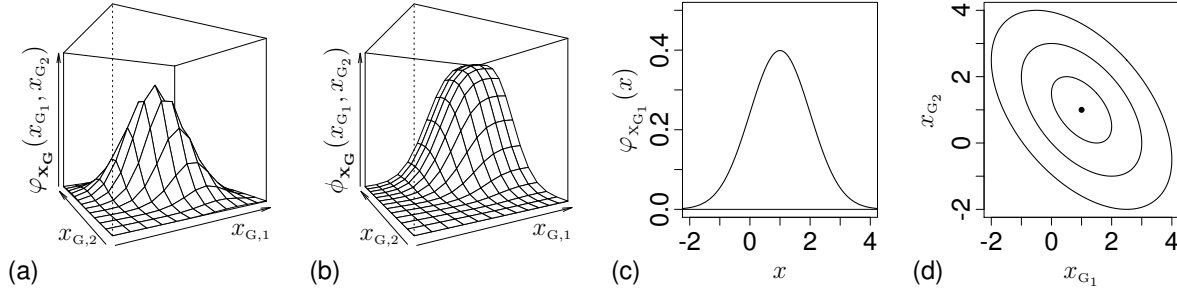 φ_{x_G}(x_{G_1}, x_{G_2})
x_{G,2}
x_{G,1}
(a)
ϕ_{x_G}(x_{G_1}, x_{G_2})
x_{G,2}
x_{G,1}
(b)
φ_{x_{G_1}}(x)
0.0 0.2 0.4
-2 0 2 4
x
(c)
x_{G_2}
-2 0 2 4
-2 0 2 4
x_{G_1}
(d)